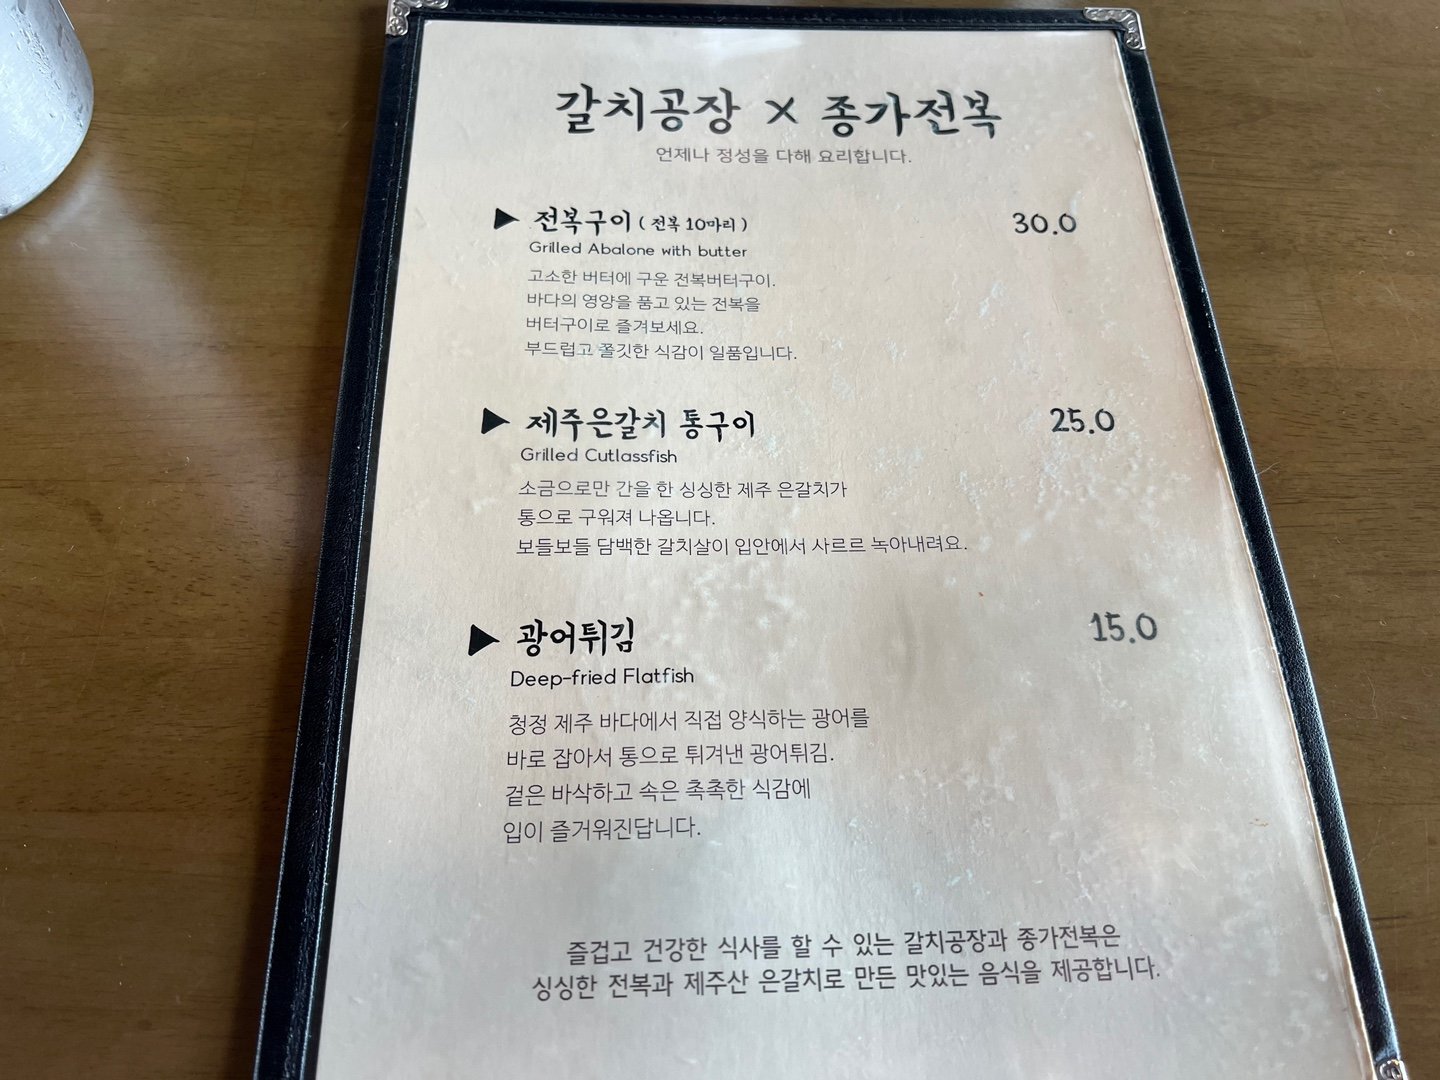 갈치공장 X 종가전복
언제나 정성을 다해 요리합니다.
▶ 전복구이 ( 전복 10마리 ) 30.0
Grilled Abalone with butter
고소한 버터에 구운 전복버터구이.
바다의 영양을 품고 있는 전복을
버터구이로 즐겨보세요.
부드럽고 쫄깃한 식감이 일품입니다.
▶ 제주은갈치 통구이 25.0
Grilled Cutlassfish
소금으로만 간을 한 싱싱한 제주 은갈치가
통으로 구워져 나옵니다.
보들보들 담백한 갈치살이 입안에서 사르르 녹아내려요.
▶ 광어튀김 15.0
Deep-fried Flatfish
청정 제주 바다에서 직접 양식하는 광어를
바로 잡아서 통으로 튀겨낸 광어튀김.
겉은 바삭하고 속은 촉촉한 식감에
입이 즐거워진답니다.
즐겁고 건강한 식사를 할 수 있는 갈치공장과 종가전복은
싱싱한 전복과 제주산 은갈치로 만든 맛있는 음식을 제공합니다.